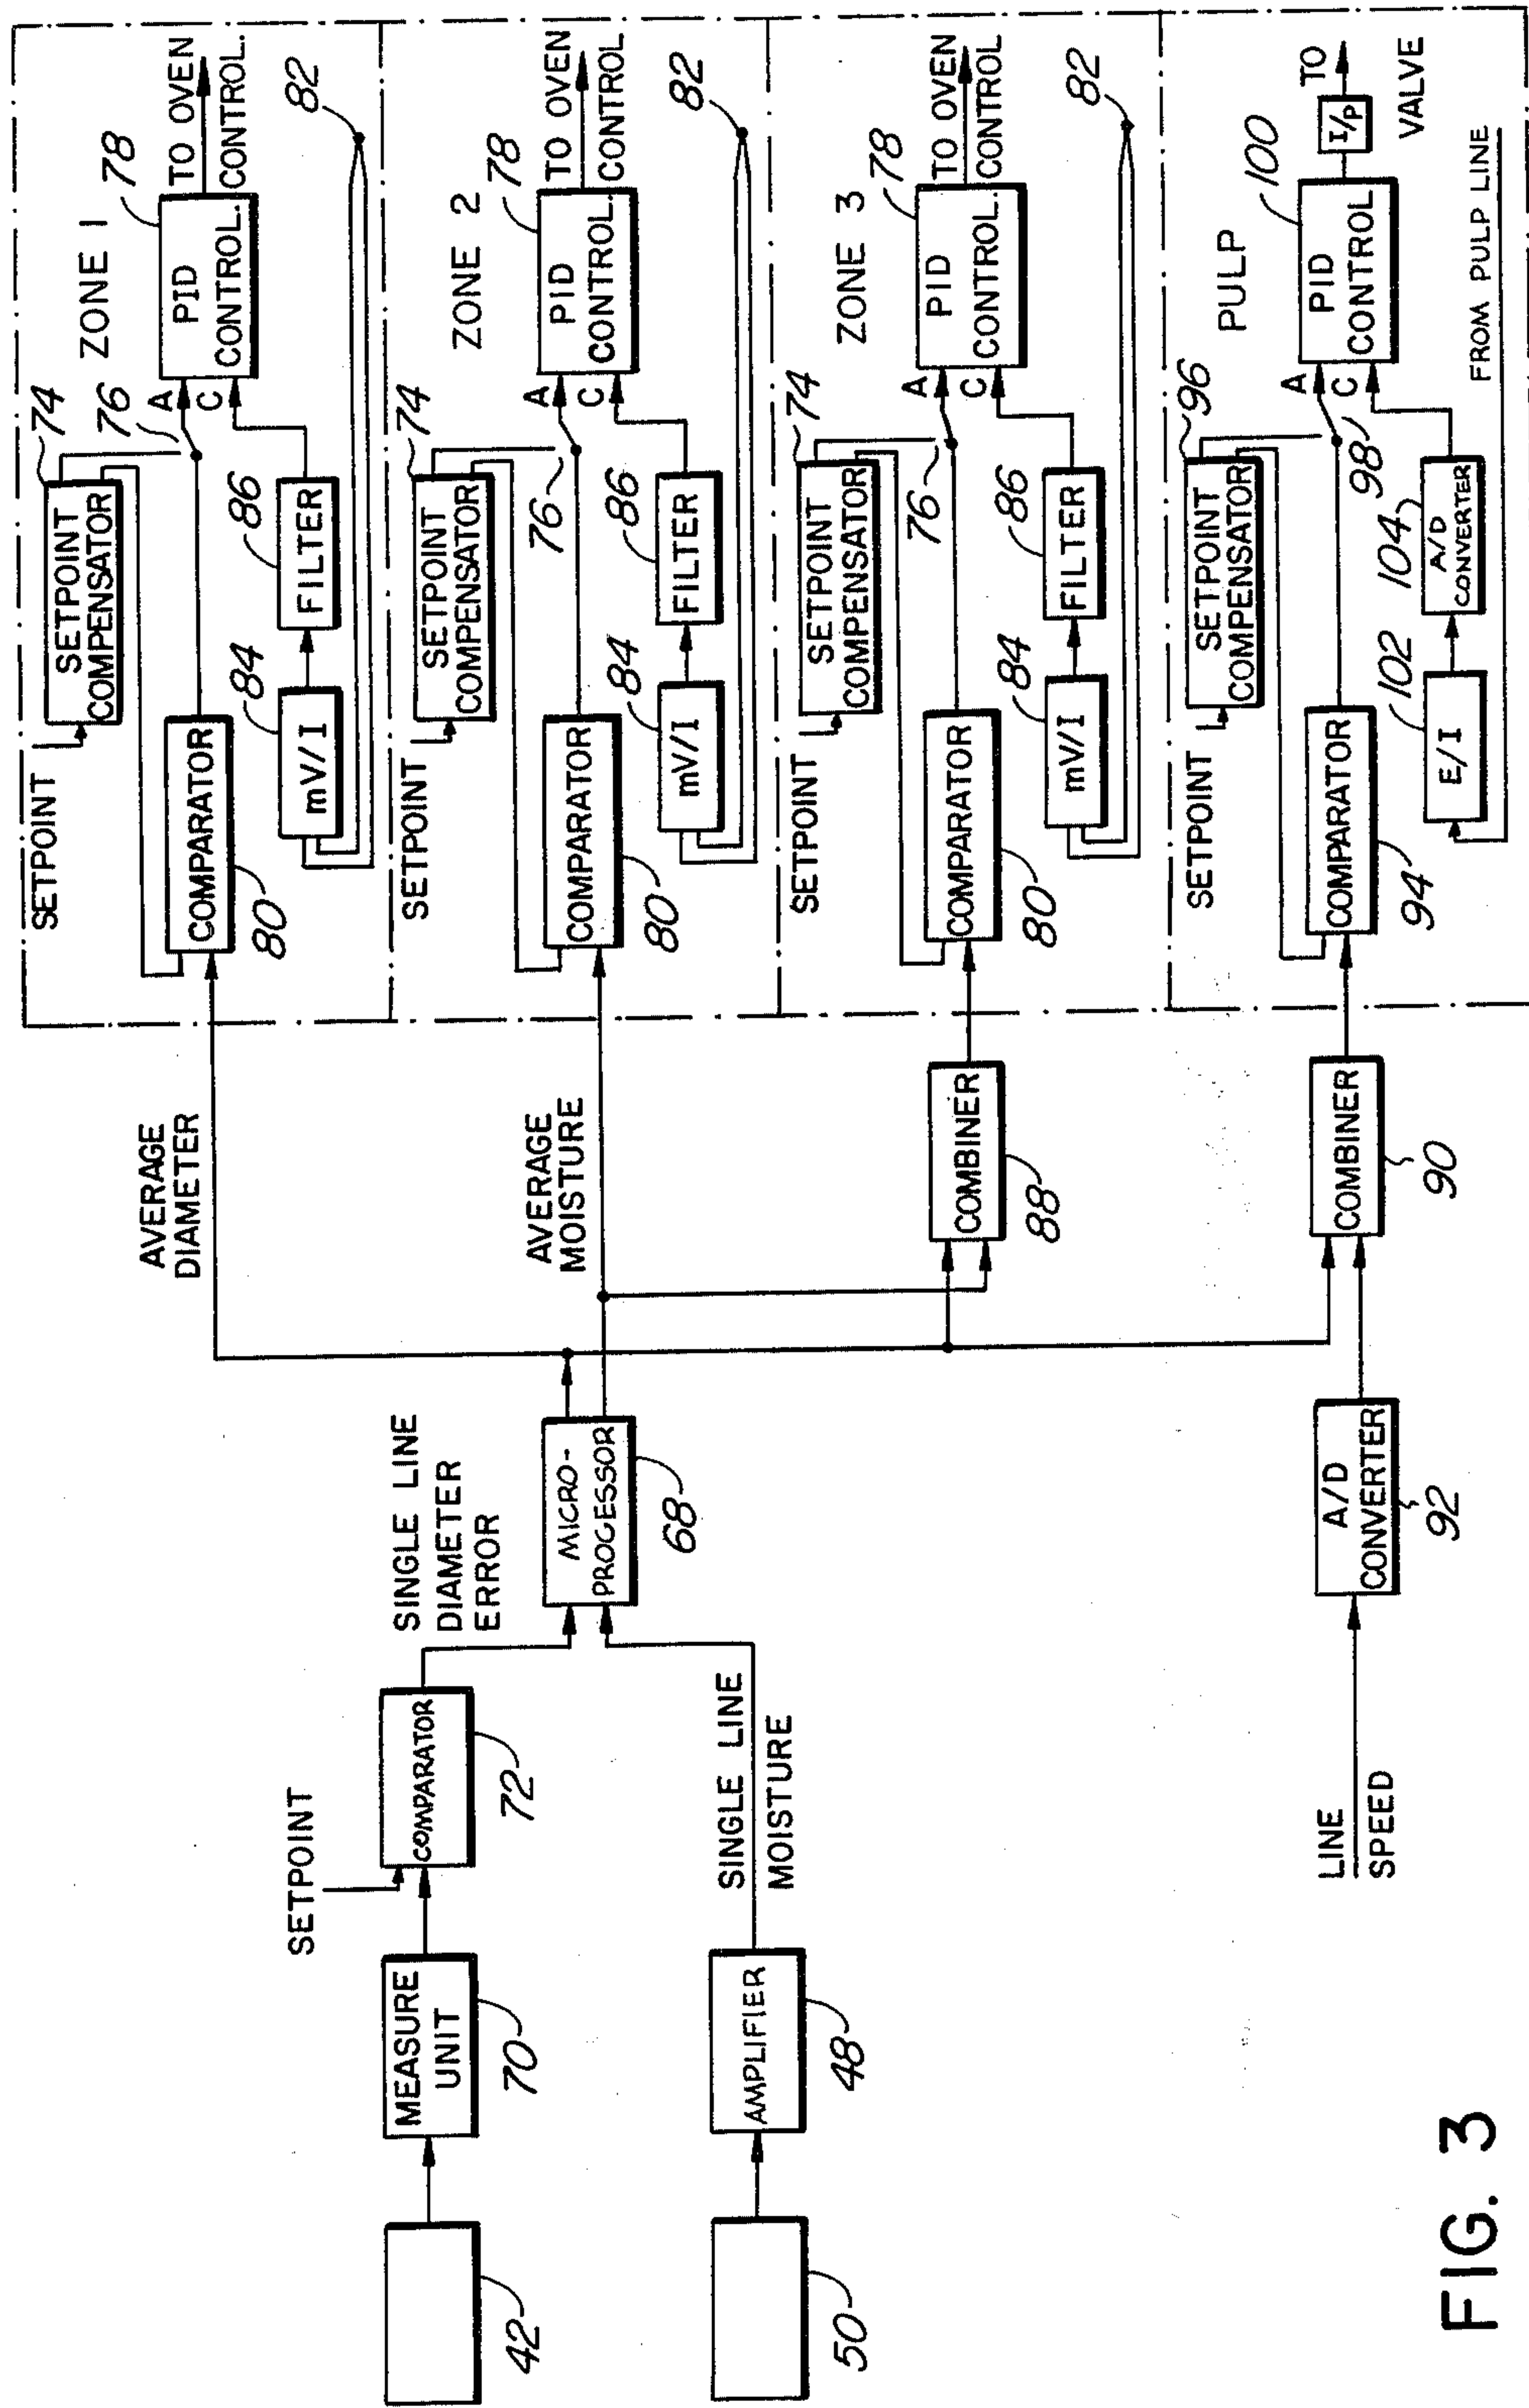 SETPOINT
SETPOINT
COMPENSATOR
74
76
ZONE 1
78
A
C
PID
CONTROL.
TO OVEN
CONTROL.
COMPARATOR
80
mV/I
84
FILTER
86
82
SETPOINT
SETPOINT
COMPENSATOR
74
76
ZONE 2
78
A
C
PID
CONTROL.
TO OVEN
CONTROL
COMPARATOR
80
mV/I
84
FILTER
86
82
SETPOINT
SETPOINT
COMPENSATOR
74
76
ZONE 3
78
A
C
PID
CONTROL.
TO OVEN
CONTROL
COMPARATOR
80
mV/I
84
FILTER
86
82
SETPOINT
SETPOINT
COMPENSATOR
96
98
PULP
100
A
C
PID
CONTROL
I/P
TO
VALVE
COMPARATOR
94
E/I
102
A/D
CONVERTER
104
FROM PULP LINE
AVERAGE
DIAMETER
AVERAGE
MOISTURE
COMBINER
88
COMBINER
90
SINGLE LINE
DIAMETER
ERROR
MICRO-
PROCESSOR
68
A/D
CONVERTER
92
SETPOINT
COMPARATOR
72
SINGLE LINE
MOISTURE
LINE
SPEED
MEASURE
UNIT
70
AMPLIFIER
48
42
50
FIG. 3